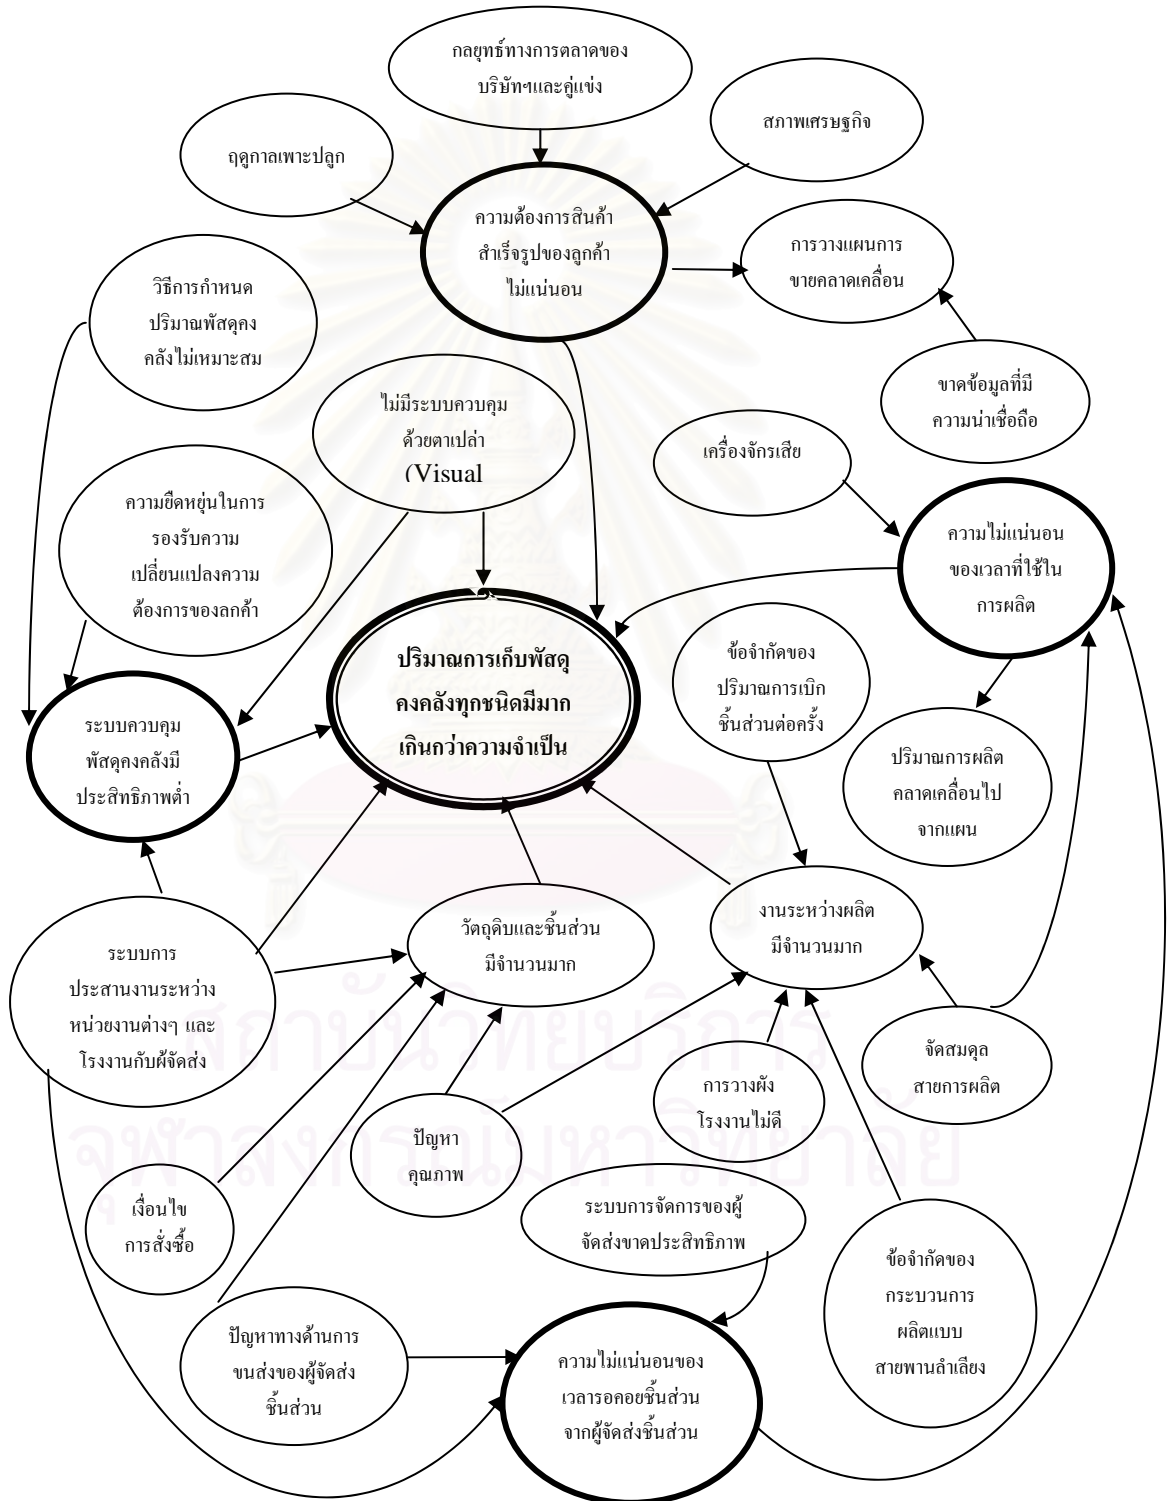 กลยุทธ์ทางการตลาดของ
บริษัทฯและคู่แข่ง
สภาพเศรษฐกิจ
ฤดูกาลเพาะปลูก
ความต้องการสินค้า
สำเร็จรูปของลูกค้า
ไม่แน่นอน
การวางแผนการ
ขายคลาดเคลื่อน
วิธีการกำหนด
ปริมาณพัสดุคง
คลังไม่เหมาะสม
ขาดข้อมูลที่มี
ความน่าเชื่อถือ
ไม่มีระบบควบคุม
ด้วยตาเปล่า
(Visual
เครื่องจักรเสีย
ความยืดหยุ่นในการ
รองรับความ
เปลี่ยนแปลงความ
ต้องการของลกค้า
ความไม่แน่นอน
ของเวลาที่ใช้ใน
การผลิต
ปริมาณการเก็บพัสดุ
คงคลังทุกชนิดมีมาก
เกินกว่าความจำเป็น
ข้อจำกัดของ
ปริมาณการเบิก
ชิ้นส่วนต่อครั้ง
ระบบควบคุม
พัสดุคงคลังมี
ประสิทธิภาพต่ำ
ปริมาณการผลิต
คลาดเคลื่อนไป
จากแผน
วัตถุดิบและชิ้นส่วน
มีจำนวนมาก
งานระหว่างผลิต
มีจำนวนมาก
ระบบการ
ประสานงานระหว่าง
หน่วยงานต่างๆ และ
โรงงานกับผ้จัดส่ง
จัดสมดุล
สายการผลิต
การวางผัง
โรงงานไม่ดี
ปัญหา
คุณภาพ
เงื่อนไข
การสั่งซื้อ
ระบบการจัดการของผู้
จัดส่งขาดประสิทธิภาพ
ข้อจำกัดของ
กระบวนการ
ผลิตแบบ
สายพานลำเลียง
ปัญหาทางด้านการ
ขนส่งของผู้จัดส่ง
ชิ้นส่วน
ความไม่แน่นอนของ
เวลารอคอยชิ้นส่วน
จากผู้จัดส่งชิ้นส่วน
สถาบันวิทยบริการ
จุฬาลงกรณ์มหาวิทยาลัย